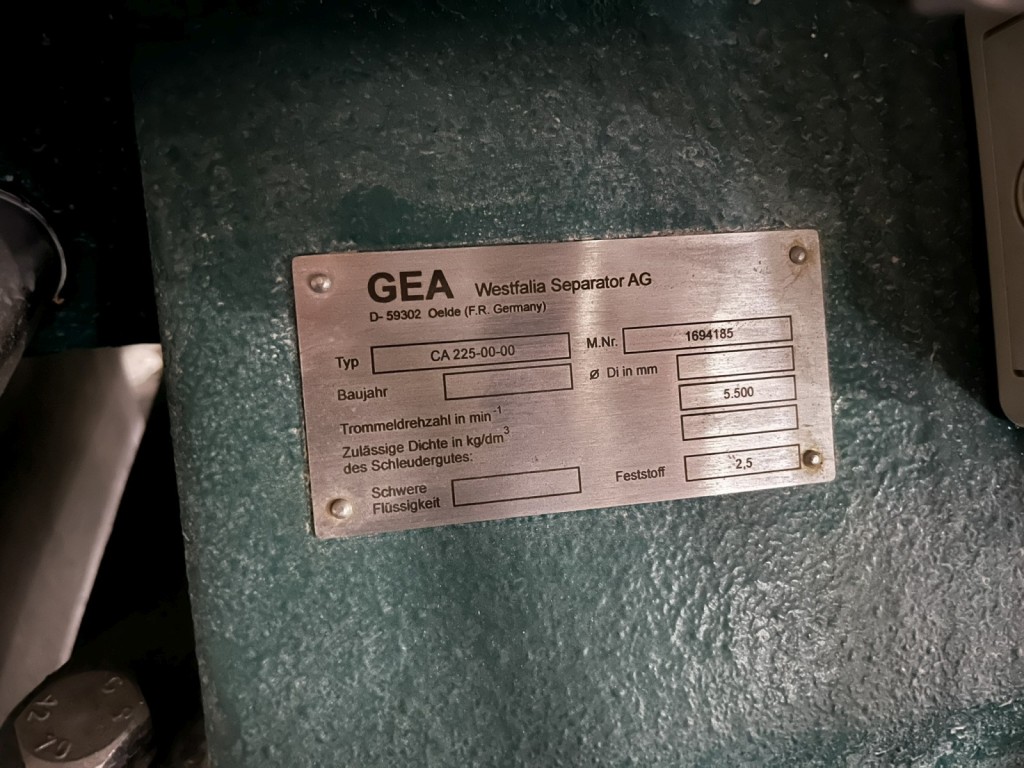 GEA Westfalia Separator AG
D- 59302 Oelde (F.R. Germany)
Typ CA 225-00-00 M.Nr. 1694185
Baujahr ø Di in mm
Trommeldrehzahl in min-1 5.500
Zulässige Dichte in kg/dm3
des Schleudergutes:
Schwere
Flüssigkeit Feststoff 2,5
A2